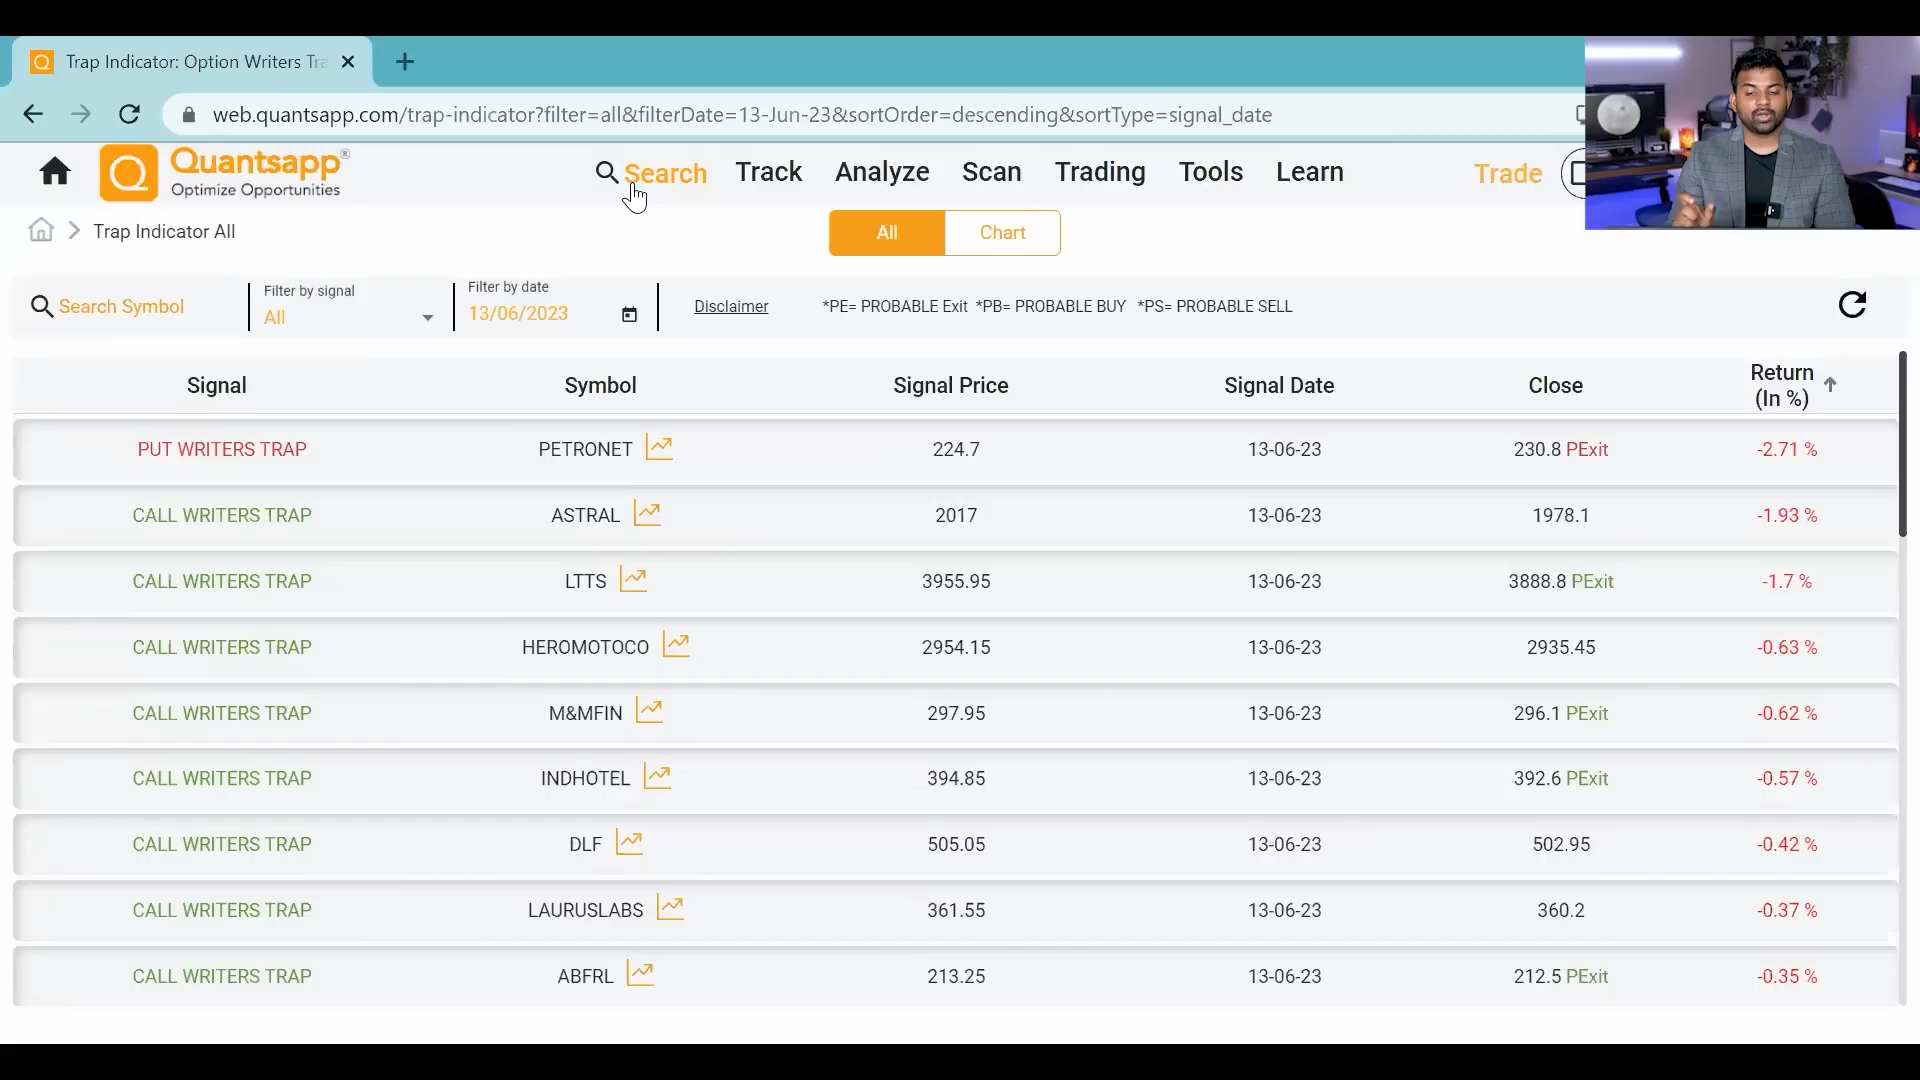 Trap Indicator: Option Writers Tra
web.quantsapp.com/trap-indicator?filter=all&filterDate=13-Jun-23&sortOrder=descending&sortType=signal_date
Quantsapp®
Optimize Opportunities
Search Track Analyze Scan Trading Tools Learn Trade
Trap Indicator All
All Chart
Search Symbol
Filter by signal
All
Filter by date
13/06/2023
Disclaimer
*PE= PROBABLE Exit *PB= PROBABLE BUY *PS= PROBABLE SELL
Signal Symbol Signal Price Signal Date Close Return (In %)
PUT WRITERS TRAP PETRONET 224.7 13-06-23 230.8 PExit -2.71 %
CALL WRITERS TRAP ASTRAL 2017 13-06-23 1978.1 -1.93 %
CALL WRITERS TRAP LTTS 3955.95 13-06-23 3888.8 PExit -1.7 %
CALL WRITERS TRAP HEROMOTOCO 2954.15 13-06-23 2935.45 -0.63 %
CALL WRITERS TRAP M&MFIN 297.95 13-06-23 296.1 PExit -0.62 %
CALL WRITERS TRAP INDHOTEL 394.85 13-06-23 392.6 PExit -0.57 %
CALL WRITERS TRAP DLF 505.05 13-06-23 502.95 -0.42 %
CALL WRITERS TRAP LAURUSLABS 361.55 13-06-23 360.2 -0.37 %
CALL WRITERS TRAP ABFRL 213.25 13-06-23 212.5 PExit -0.35 %